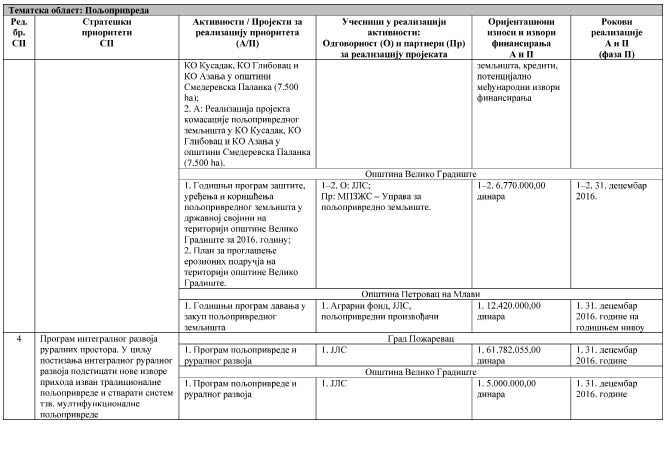 Тематска област: Пољопривреда
Ред.
бр.
СП
Стратешки
приоритети
СП
Активности / Пројекти за
реализацију приоритета
(А/П)
Учесници у реализацији
активности:
Одговорност (О) и партнери (Пр)
за реализацију пројеката
Оријентациони
износи и извори
финансирања
А и П
Рокови
реализације
А и П
(фаза II)
КО Кусадак, КО Глибовац и
КО Азања у општини
Смедеревска Паланка (7.500
ha);
2. А: Реализација пројекта
комасације пољопривредног
земљишта у КО Кусадак, КО
Глибовац и КО Азања у
општини Смедеревска Паланка
(7.500 ha).
земљишта, кредити,
потенцијално
међународни извори
финансирања
Општина Велико Градиште
1. Годишњи програм заштите,
уређења и коришћења
пољопривредног земљишта у
државној својини на
територији општине Велико
Градиште за 2016. годину;
2. План за проглашење
ерозионих подручја на
територији општине Велико
Градиште.
1–2. О: ЈЛС;
Пр: МПЗЖС – Управа за
пољопривредно земљиште.
1–2. 6.770.000,00
динара
1–2. 31. децембар
2016.
Општина Петровац на Млави
1. Годишњи програм давања у
закуп пољопривредног
земљишта
1. Аграрни фонд, ЈЛС,
пољопривредни произвођачи
1. 12.420.000,00
динара
1. 31. децембар
2016. године на
годишњем нивоу
4
Програм интегралног развоја
руралних простора. У циљу
постизања интегралног руралног
развоја подстицати нове изворе
прихода изван традиционалне
пољопривреде и стварати систем
тзв. мултифункционалне
пољопривреде
Град Пожаревац
1. Програм пољопривреде и
руралног развоја
1. ЈЛС
1. 61.782.055,00
динара
1. 31. децембар
2016. године
Општина Велико Градиште
1. Програм пољопривреде и
руралног развоја
1. ЈЛС
1. 5.000.000,00
динара
1. 31. децембар
2016. године